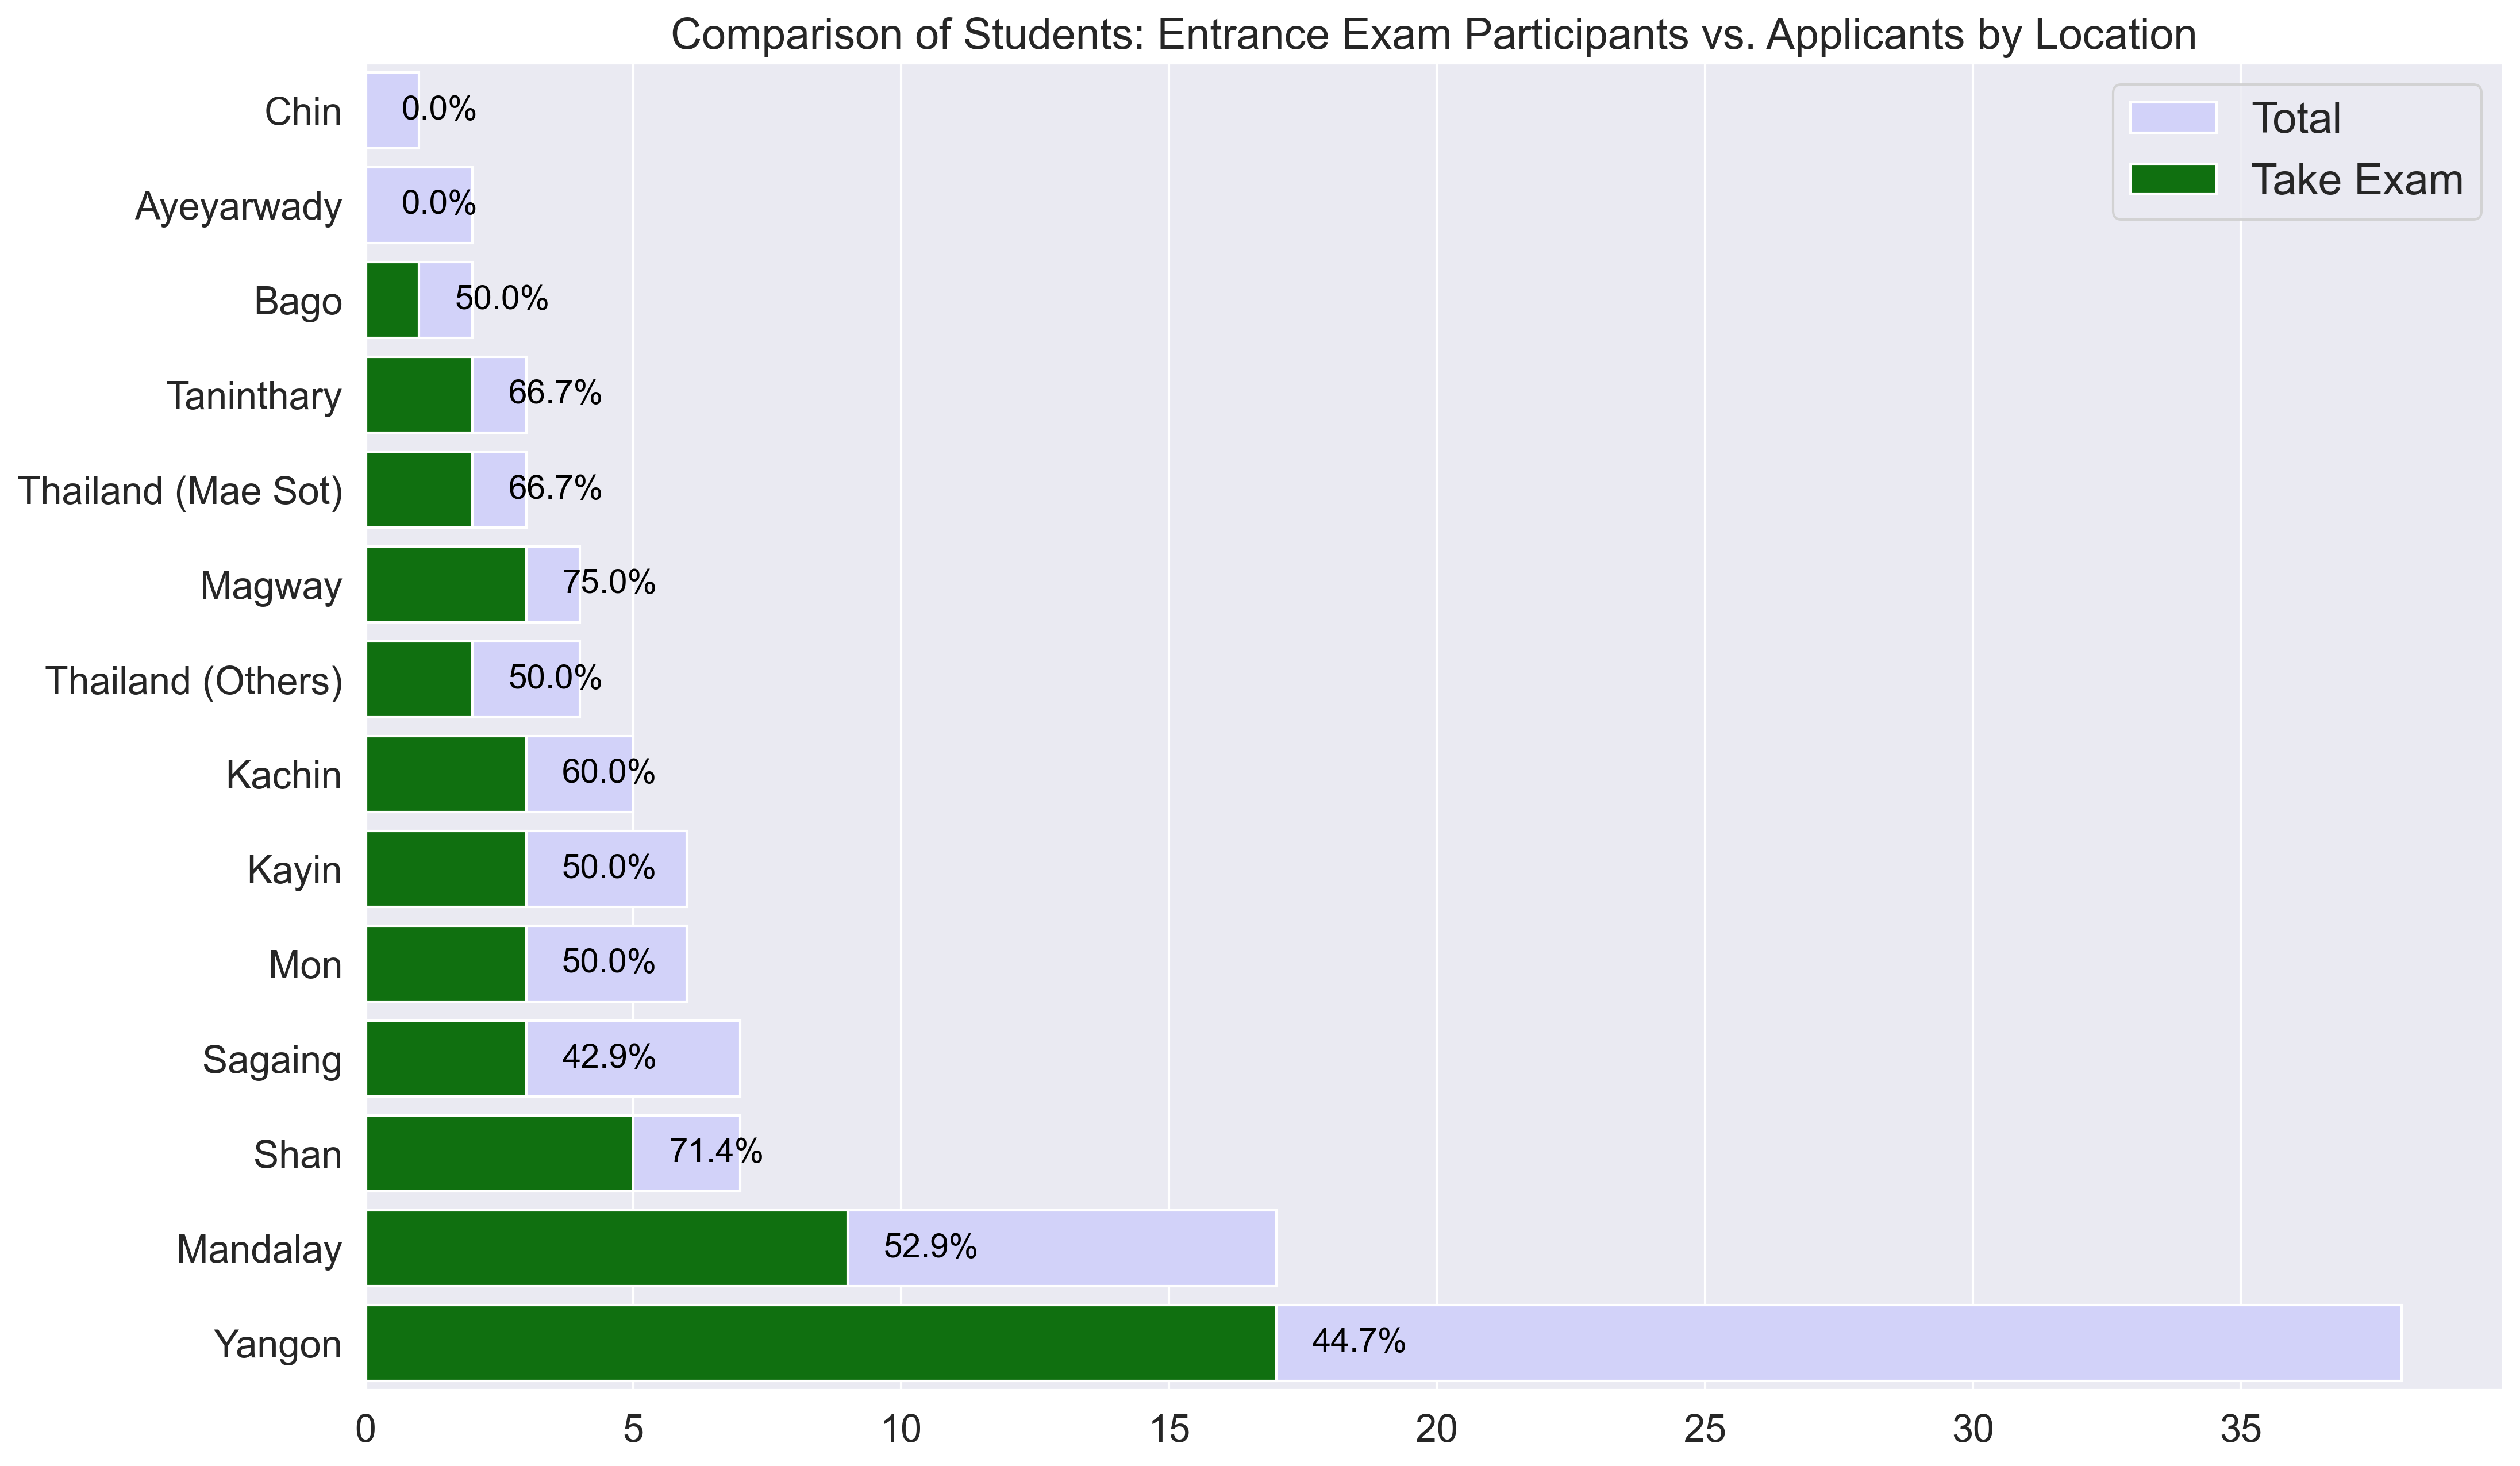 Comparison of Students: Entrance Exam Participants vs. Applicants by Location
Total
Take Exam
Chin 0.0%
Ayeyarwady 0.0%
Bago 50.0%
Taninthary 66.7%
Thailand (Mae Sot) 66.7%
Magway 75.0%
Thailand (Others) 50.0%
Kachin 60.0%
Kayin 50.0%
Mon 50.0%
Sagaing 42.9%
Shan 71.4%
Mandalay 52.9%
Yangon 44.7%
0 5 10 15 20 25 30 35